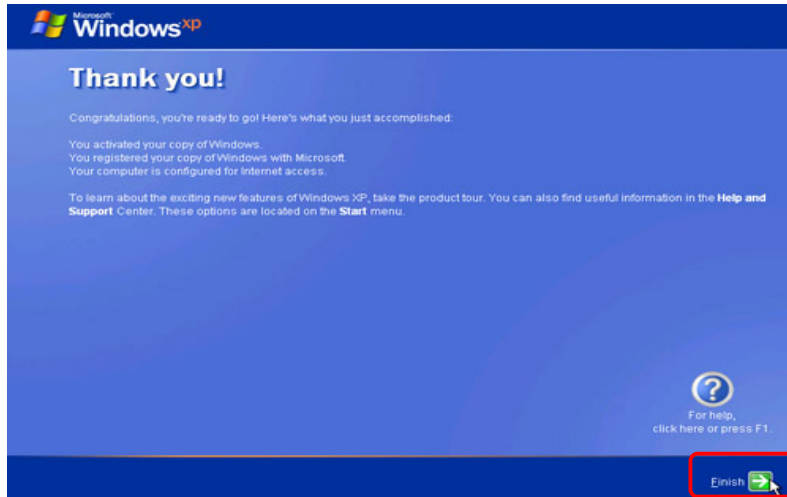 Microsoft
Windows xp
Thank you!
Congratulations, you're ready to go! Here's what you just accomplished:
You activated your copy of Windows.
You registered your copy of Windows with Microsoft.
Your computer is configured for Internet access.
To learn about the exciting new features of Windows XP, take the product tour. You can also find useful information in the Help and
Support Center. These options are located on the Start menu.
For help,
click here or press F1.
Finish